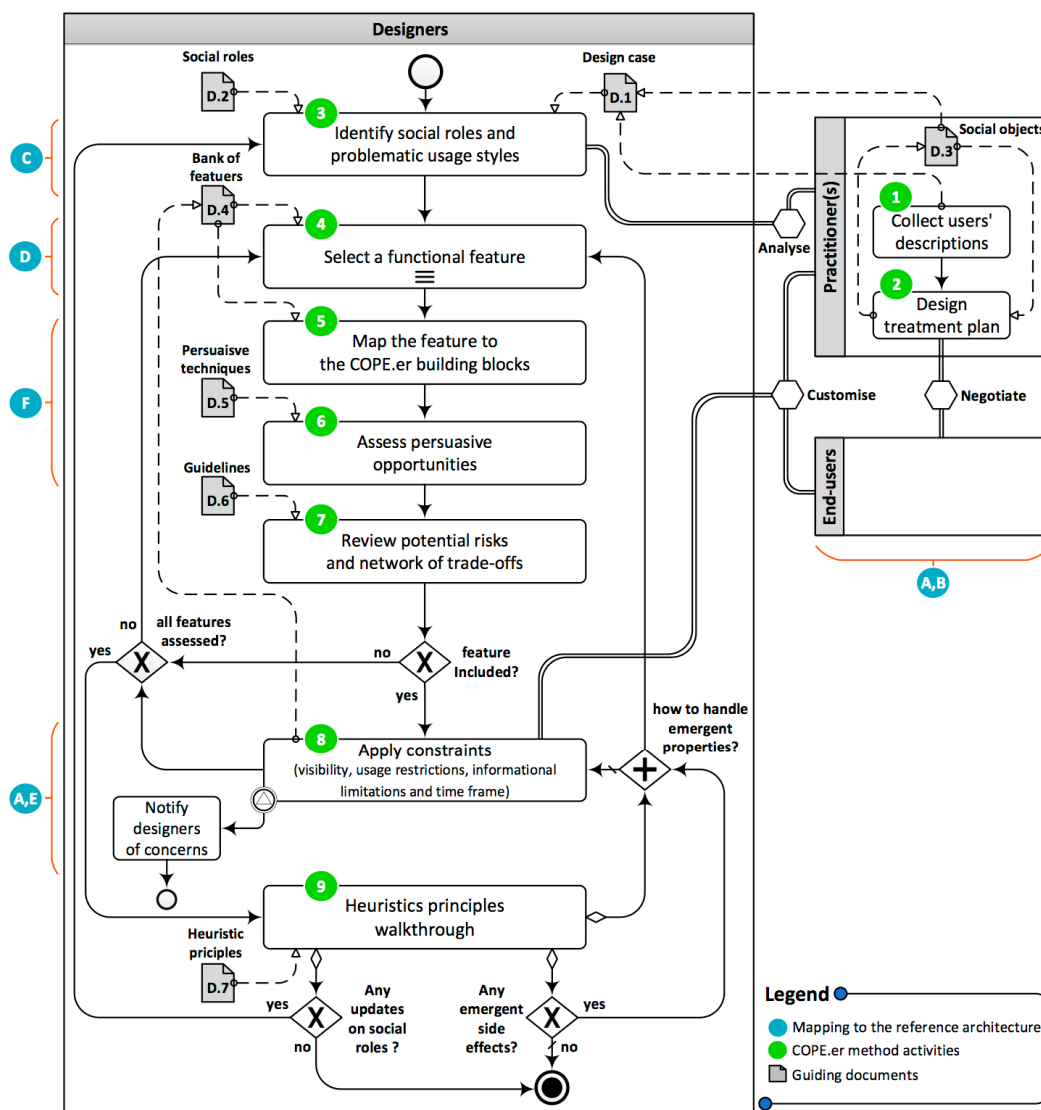 Designers
Social roles
D.2
Design case
D.1
3
Identify social roles and
problematic usage styles
C
Bank of
featuers
D.4
4
Select a functional feature
D
5
Map the feature to
the COPE.er building blocks
F
Persuaisve
techniques
D.5
6
Assess persuasive
opportunities
Guidelines
D.6
7
Review potential risks
and network of trade-offs
no
all features
assessed?
yes
X
no
X
feature
Included?
yes
8
Apply constraints
(visibility, usage restrictions, informational
limitations and time frame)
how to handle
emergent
properties?
A,E
Notify
designers
of concerns
9
Heuristics principles
walkthrough
Heuristic
priciples
D.7
yes
X
no
Any
updates
on social
roles ?
Any
emergent
side
effects?
X
yes
no
Practitioner(s)
Social objects
D.3
1
Collect users'
descriptions
2
Design
treatment plan
Analyse
Customise
Negotiate
End-users
A,B
Legend
Mapping to the reference architecture
COPE.er method activities
Guiding documents